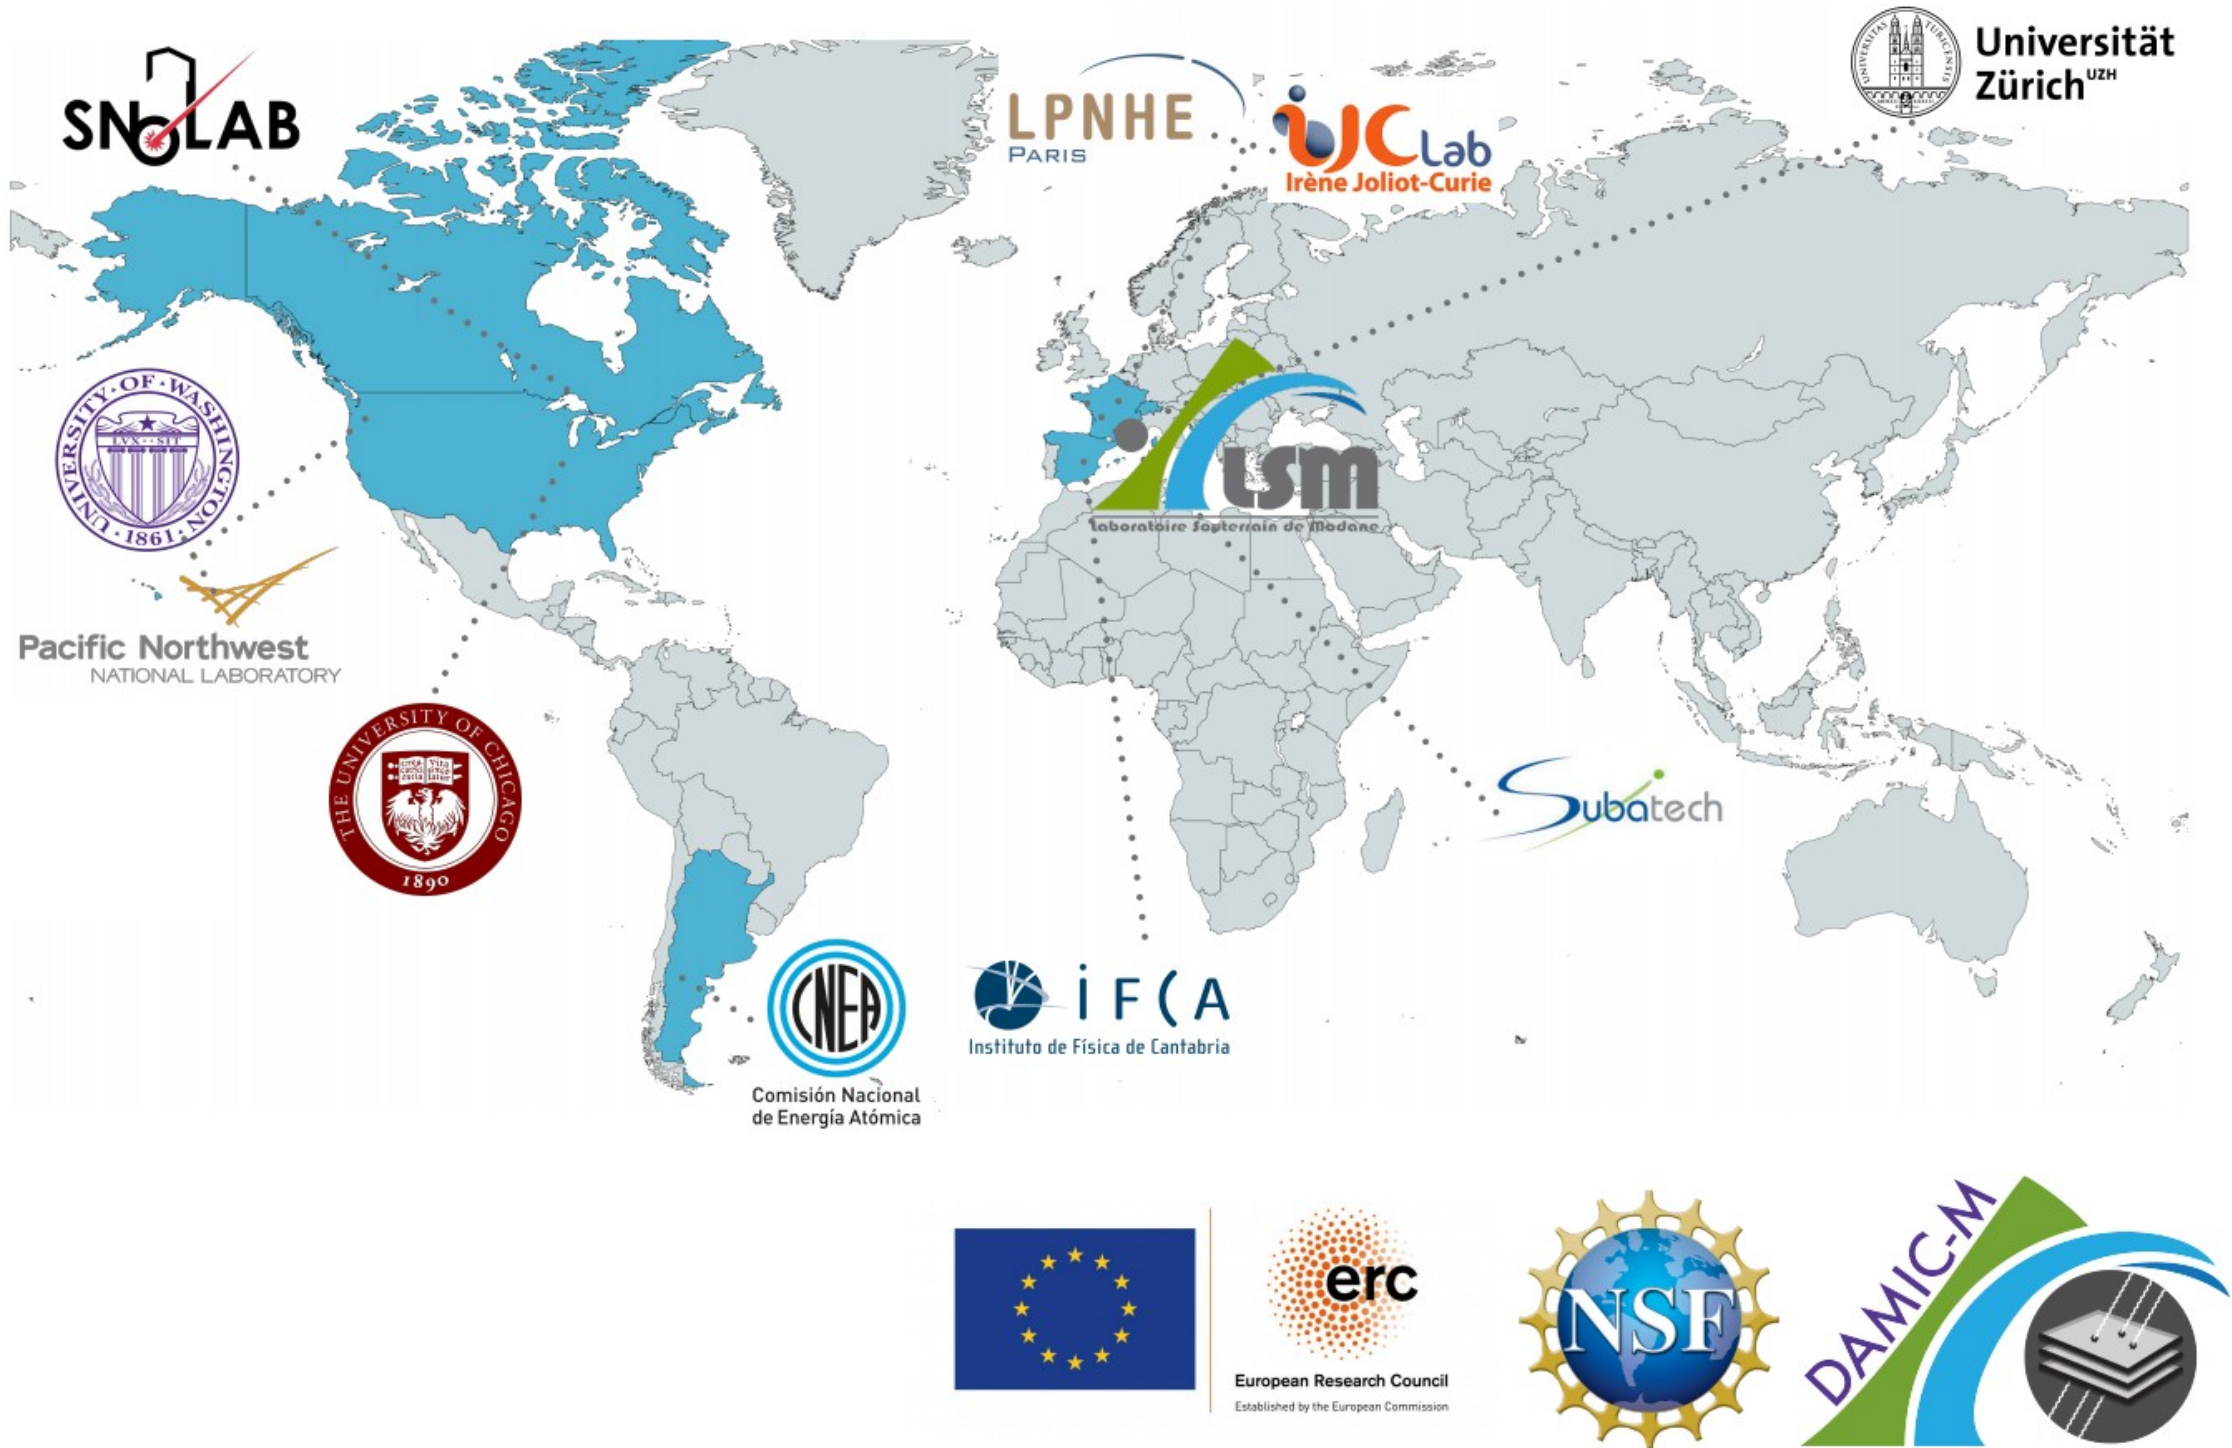 SNOLAB
LPNHE
PARIS
iJCLab
Irène Joliot-Curie
UNIVERSITAS TURICENSIS
Universität
Zürich UZH
UNIVERSITY · OF · WASHINGTON
LVX · SIT
· 1861 ·
LSM
Laboratoire Souterrain de Modane
Pacific Northwest
NATIONAL LABORATORY
THE UNIVERSITY OF CHICAGO
1890
Subatech
CNEA
Comisión Nacional
de Energía Atómica
iFCA
Instituto de Física de Cantabria
erc
European Research Council
Established by the European Commission
NSF
DAMIC-M